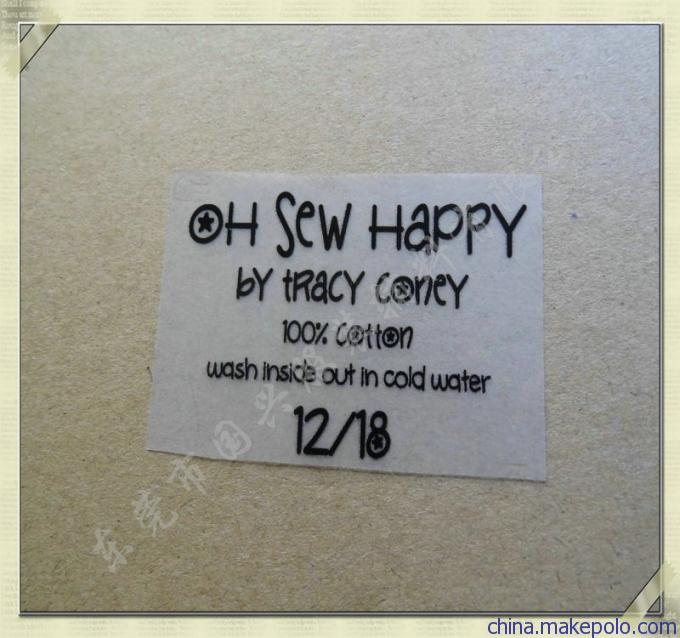 OH Sew Happy
by tracy coney
100% cotton
wash inside out in cold water
12/18
china.makepolo.com